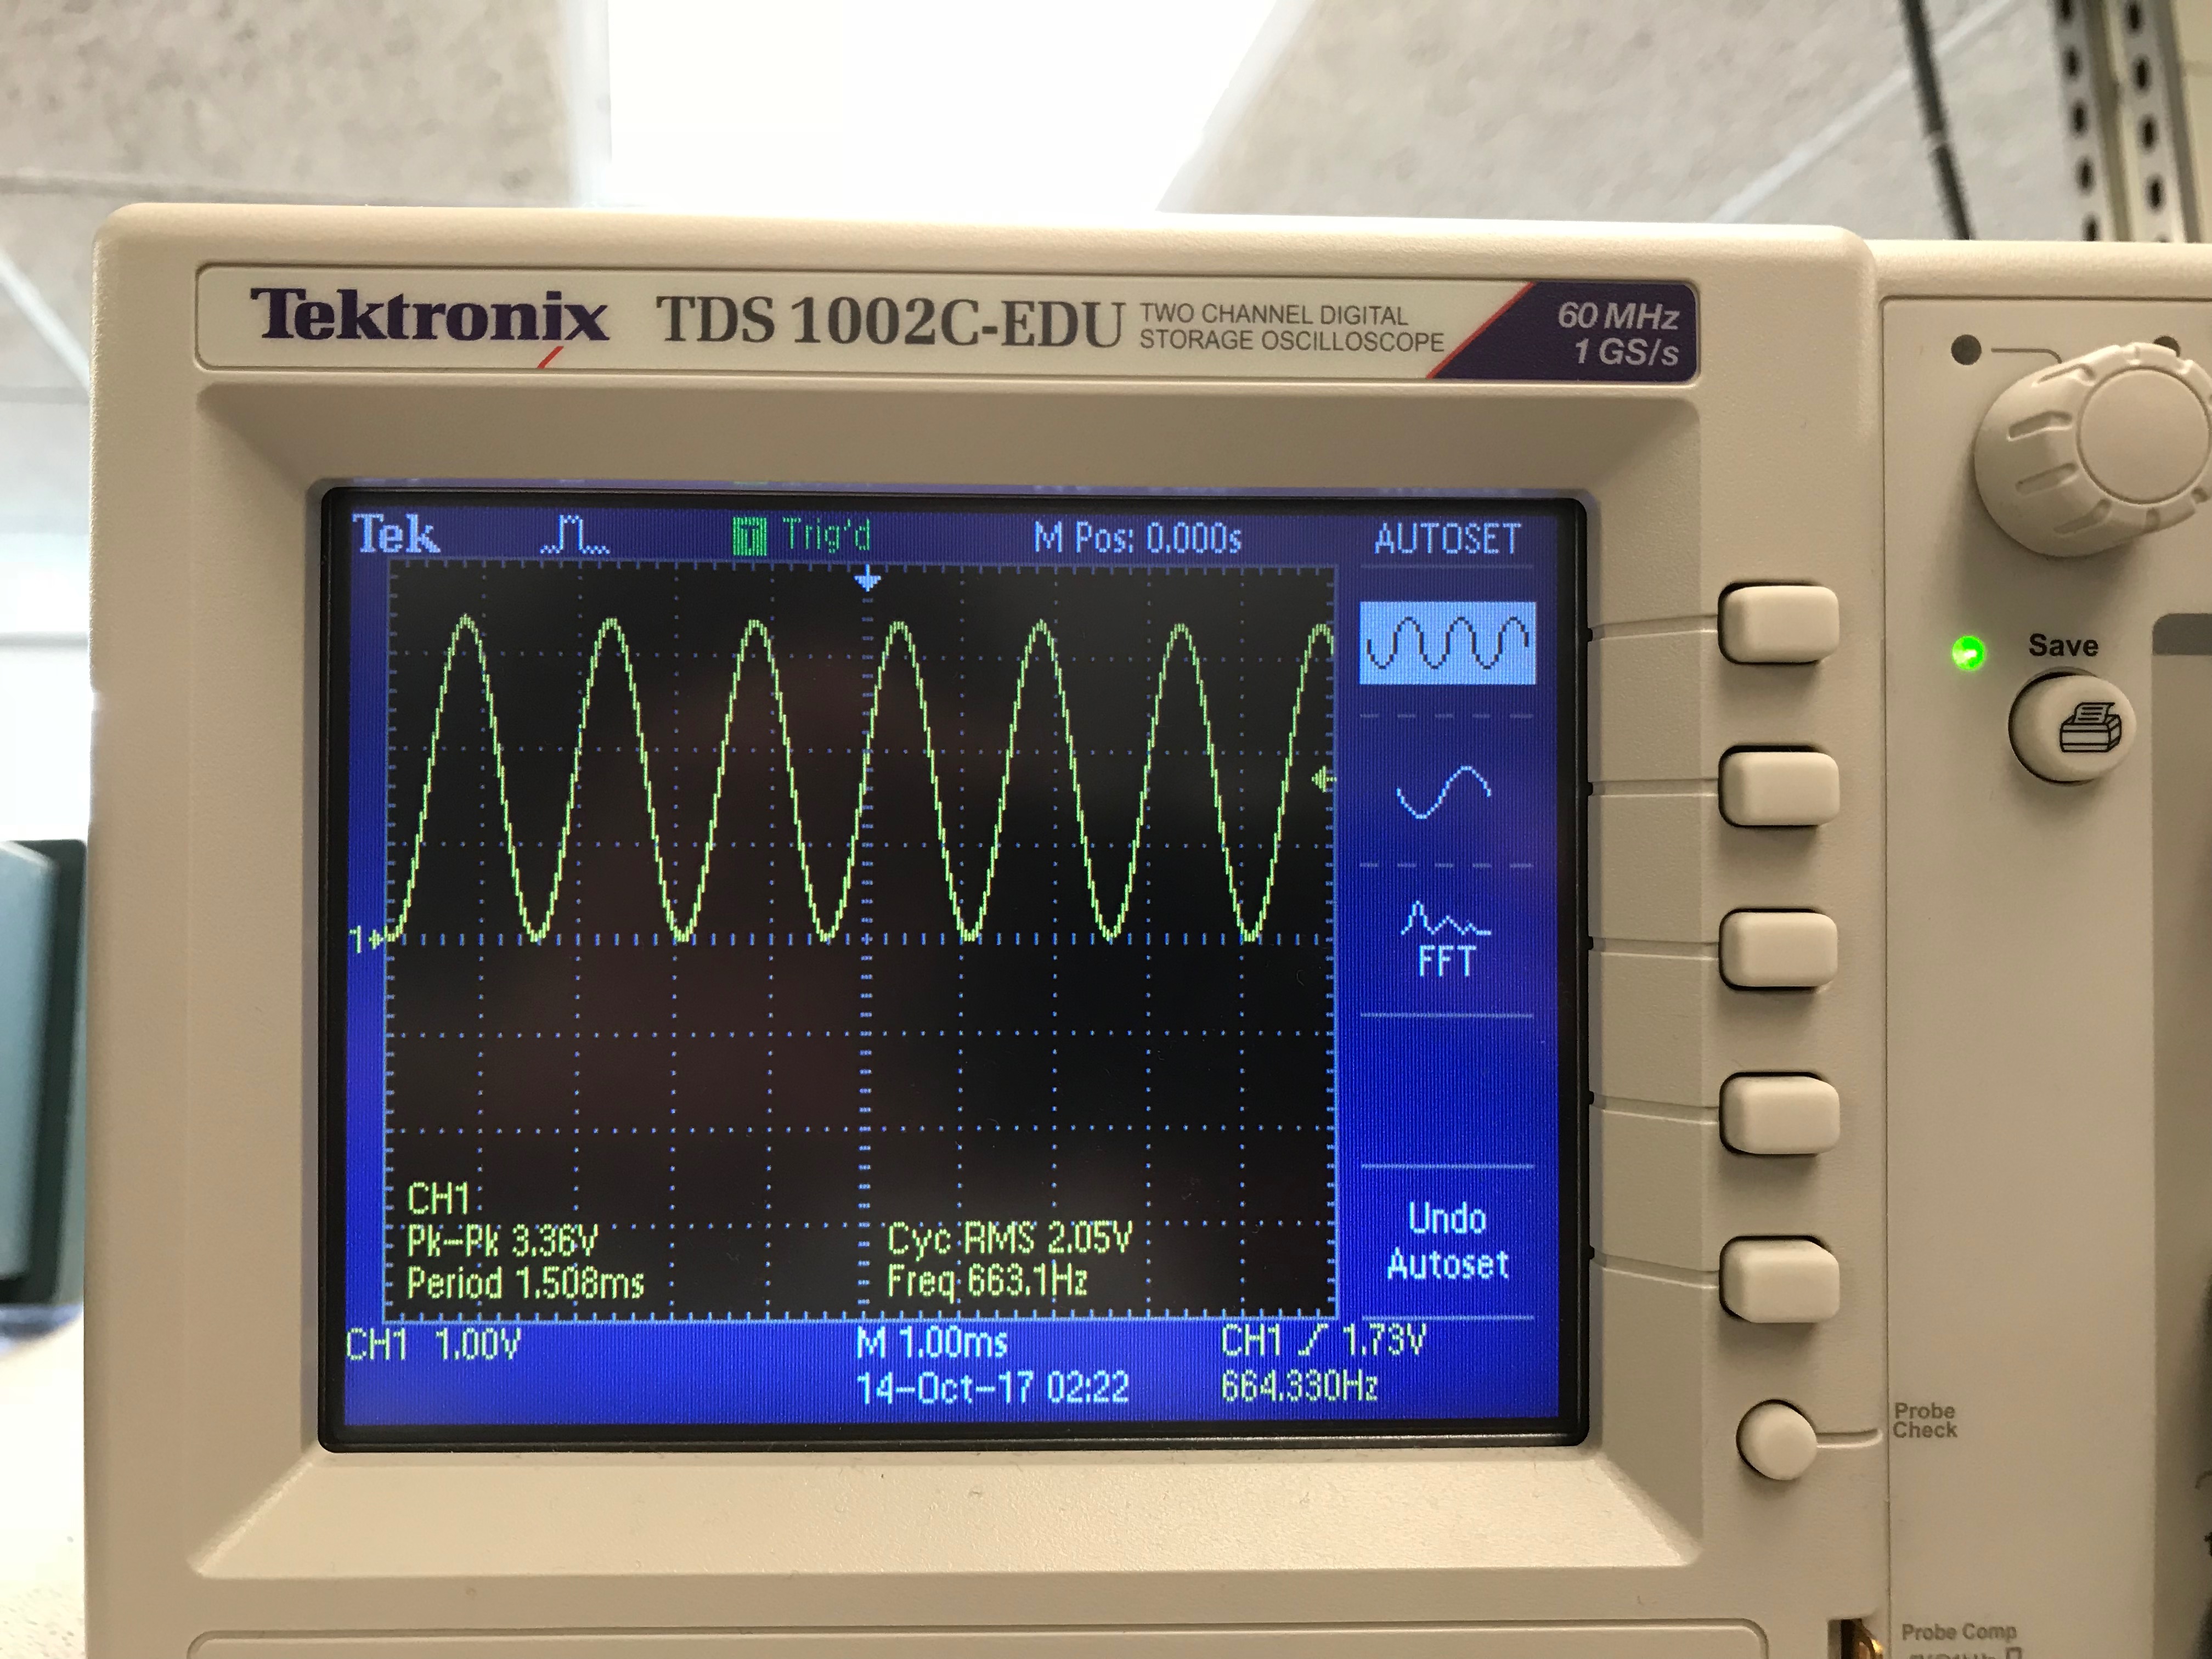 Tektronix TDS 1002C-EDU TWO CHANNEL DIGITAL
STORAGE OSCILLOSCOPE
60 MHz
1 GS/s
Tek Trig'd M Pos: 0.000s AUTOSET
Save
1
FFT
CH1
Pk-Pk 3.36V Cyc RMS 2.05V
Period 1.508ms Freq 663.1Hz
Undo
Autoset
CH1 1.00V M 1.00ms CH1 1.73V
14-Oct-17 02:22 664.330Hz
Probe
Check
Probe Comp